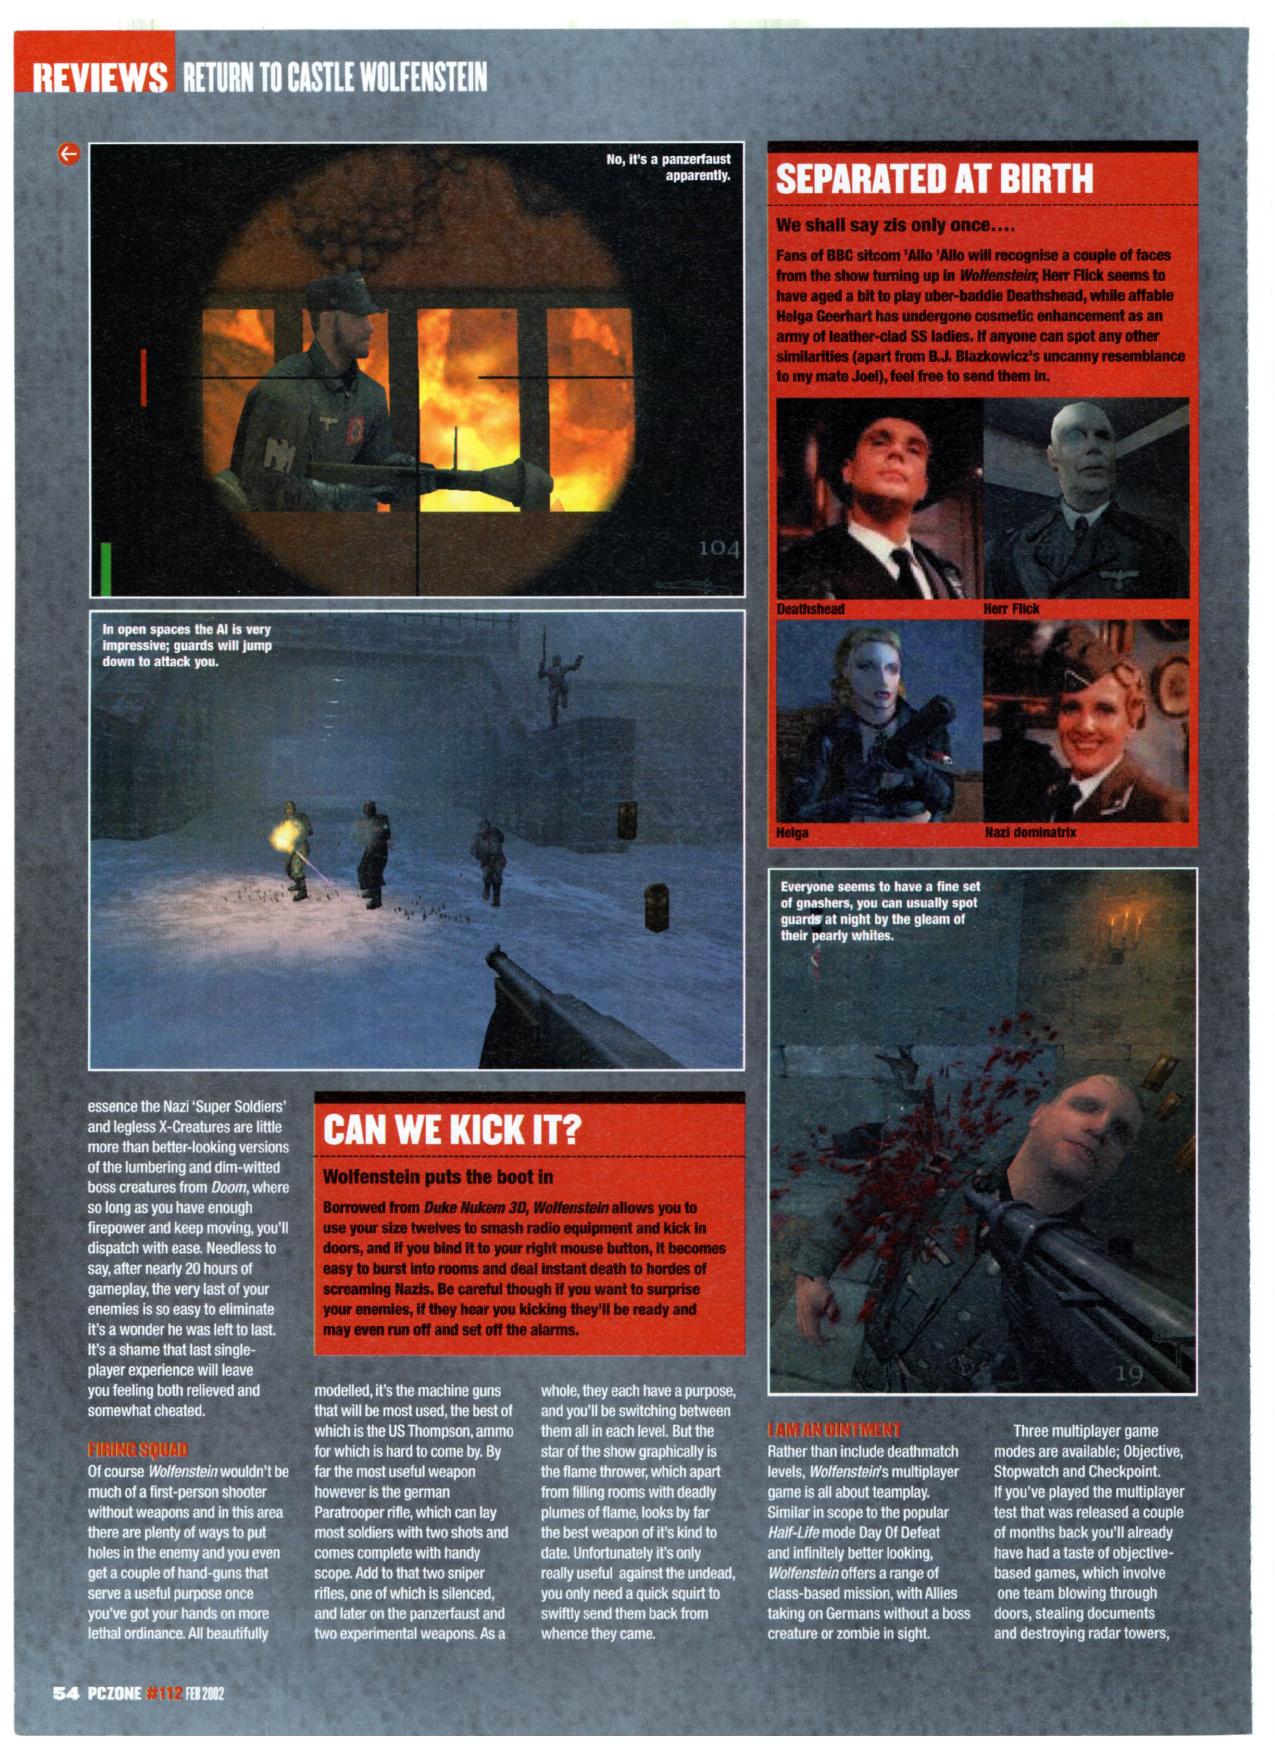 REVIEWS RETURN TO CASTLE WOLFENSTEIN
No, it's a panzerfaust
apparently.
104
In open spaces the AI is very
impressive; guards will jump
down to attack you.
SEPARATED AT BIRTH
We shall say zis only once....
Fans of BBC sitcom 'Allo 'Allo will recognise a couple of faces
from the show turning up in Wolfenstein; Herr Flick seems to
have aged a bit to play uber-baddie Deathshead, while affable
Helga Geerhart has undergone cosmetic enhancement as an
army of leather-clad SS ladies. If anyone can spot any other
similarities (apart from B.J. Blazkowicz's uncanny resemblance
to my mate Joel), feel free to send them in.
Deathshead
Herr Flick
Helga
Nazi dominatrix
Everyone seems to have a fine set
of gnashers, you can usually spot
guards at night by the gleam of
their pearly whites.
19
essence the Nazi 'Super Soldiers'
and legless X-Creatures are little
more than better-looking versions
of the lumbering and dim-witted
boss creatures from Doom, where
so long as you have enough
firepower and keep moving, you'll
dispatch with ease. Needless to
say, after nearly 20 hours of
gameplay, the very last of your
enemies is so easy to eliminate
it's a wonder he was left to last.
It's a shame that last single-
player experience will leave
you feeling both relieved and
somewhat cheated.
FIRING SQUAD
Of course Wolfenstein wouldn't be
much of a first-person shooter
without weapons and in this area
there are plenty of ways to put
holes in the enemy and you even
get a couple of hand-guns that
serve a useful purpose once
you've got your hands on more
lethal ordinance. All beautifully
CAN WE KICK IT?
Wolfenstein puts the boot in
Borrowed from Duke Nukem 3D, Wolfenstein allows you to
use your size twelves to smash radio equipment and kick in
doors, and if you bind it to your right mouse button, it becomes
easy to burst into rooms and deal instant death to hordes of
screaming Nazis. Be careful though if you want to surprise
your enemies, if they hear you kicking they'll be ready and
may even run off and set off the alarms.
modelled, it's the machine guns
that will be most used, the best of
which is the US Thompson, ammo
for which is hard to come by. By
far the most useful weapon
however is the german
Paratrooper rifle, which can lay
most soldiers with two shots and
comes complete with handy
scope. Add to that two sniper
rifles, one of which is silenced,
and later on the panzerfaust and
two experimental weapons. As a
whole, they each have a purpose,
and you'll be switching between
them all in each level. But the
star of the show graphically is
the flame thrower, which apart
from filling rooms with deadly
plumes of flame, looks by far
the best weapon of it's kind to
date. Unfortunately it's only
really useful against the undead,
you only need a quick squirt to
swiftly send them back from
whence they came.
I AM AN OINTMENT
Rather than include deathmatch
levels, Wolfenstein's multiplayer
game is all about teamplay.
Similar in scope to the popular
Half-Life mode Day Of Defeat
and infinitely better looking,
Wolfenstein offers a range of
class-based mission, with Allies
taking on Germans without a boss
creature or zombie in sight.
Three multiplayer game
modes are available; Objective,
Stopwatch and Checkpoint.
If you've played the multiplayer
test that was released a couple
of months back you'll already
have had a taste of objective-
based games, which involve
one team blowing through
doors, stealing documents
and destroying radar towers,
54 PCZONE #112 FEB 2002